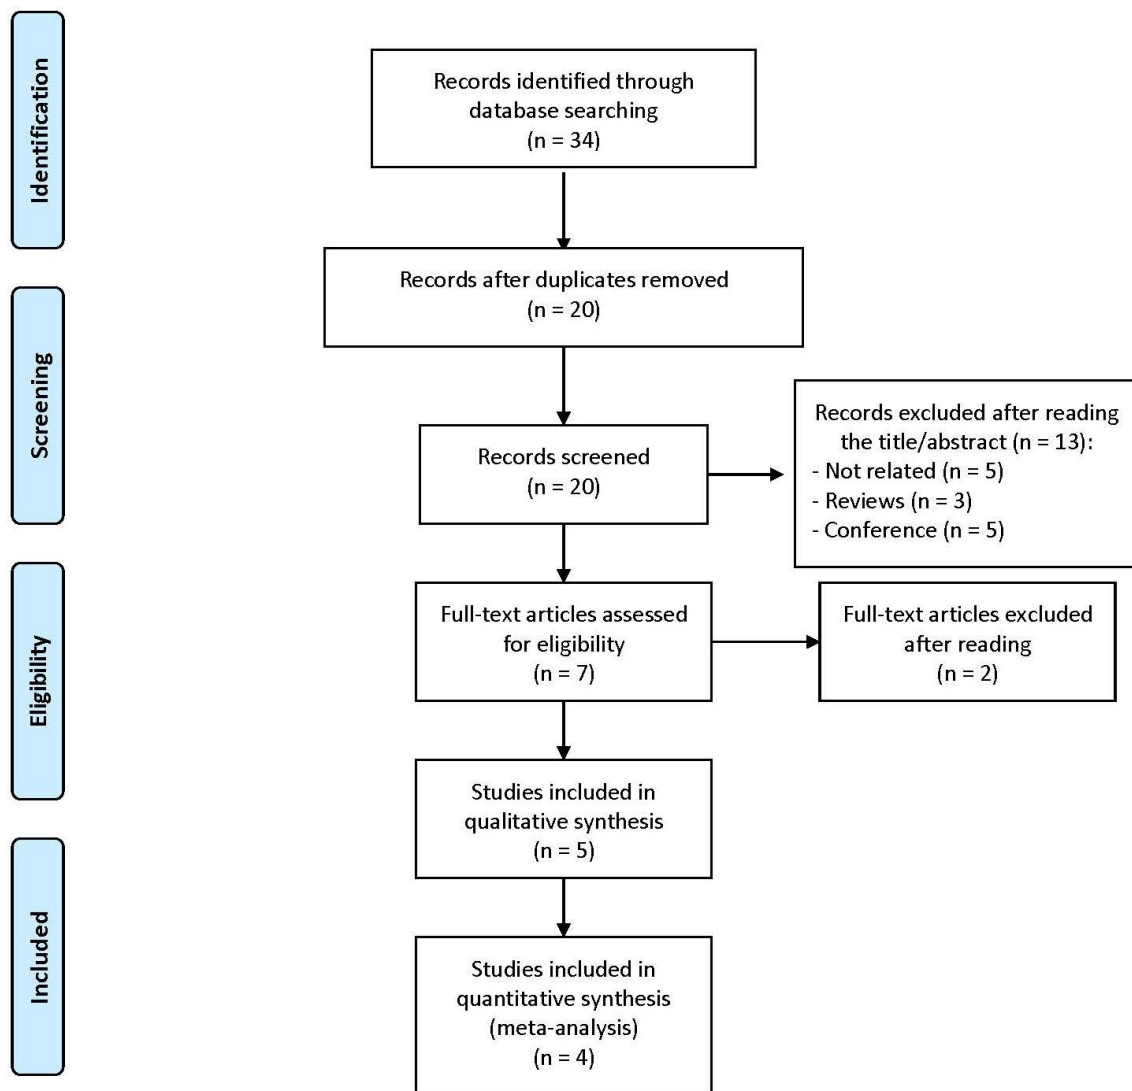 Identification
Records identified through
database searching
(n = 34)
Records after duplicates removed
(n = 20)
Screening
Records screened
(n = 20)
Records excluded after reading
the title/abstract (n = 13):
- Not related (n = 5)
- Reviews (n = 3)
- Conference (n = 5)
Eligibility
Full-text articles assessed
for eligibility
(n = 7)
Full-text articles excluded
after reading
(n = 2)
Studies included in
qualitative synthesis
(n = 5)
Included
Studies included in
quantitative synthesis
(meta-analysis)
(n = 4)